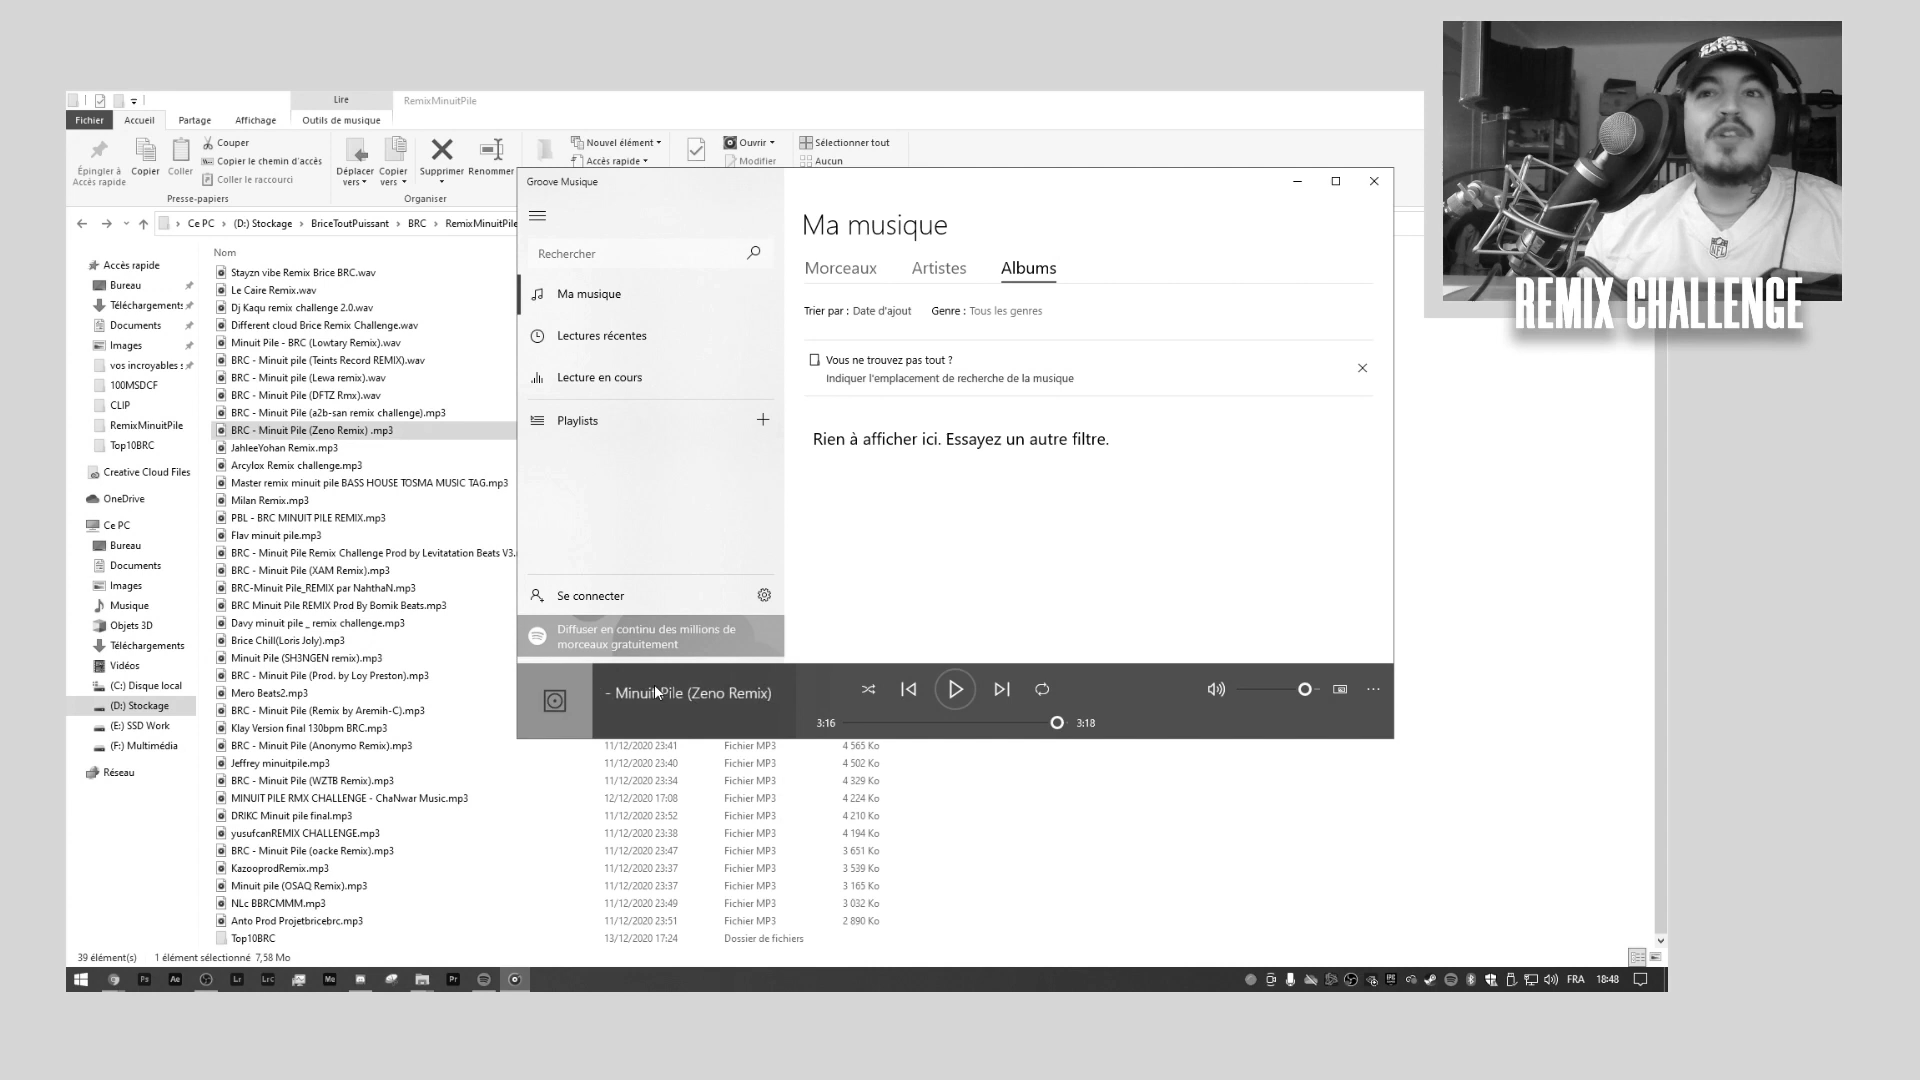 Lire
RemixMinuitPile
Fichier
Accueil
Partage
Affichage
Outils de musique
Épingler à
Accès rapide
Copier
Coller
Couper
Copier le chemin d'accès
Coller le raccourci
Presse-papiers
Déplacer
vers
Copier
vers
Supprimer
Renommer
Organiser
Nouvel élément
Accès rapide
Ouvrir
Modifier
Sélectionner tout
Aucun
Ce PC > (D:) Stockage > BriceToutPuissant > BRC > RemixMinuitPile
Accès rapide
Bureau
Téléchargements
Documents
Images
vos incroyables
100MSDCF
CLIP
RemixMinuitPile
Top10BRC
Creative Cloud Files
OneDrive
Ce PC
Bureau
Documents
Images
Musique
Objets 3D
Téléchargements
Vidéos
(C:) Disque local
(D:) Stockage
(E:) SSD Work
(F:) Multimédia
Réseau
Nom
Stayzn vibe Remix Brice BRC.wav
Le Caire Remix.wav
Dj Kaqu remix challenge 2.0.wav
Different cloud Brice Remix Challenge.wav
Minuit Pile - BRC (Lowtary Remix).wav
BRC - Minuit pile (Teints Record REMIX).wav
BRC - Minuit pile (Lewa remix).wav
BRC - Minuit Pile (DFTZ Rmx).wav
BRC - Minuit Pile (a2b-san remix challenge).mp3
BRC - Minuit Pile (Zeno Remix) .mp3
JahleeYohan Remix.mp3
Arcylox Remix challenge.mp3
Master remix minuit pile BASS HOUSE TOSMA MUSIC TAG.mp3
Milan Remix.mp3
PBL - BRC MINUIT PILE REMIX.mp3
Flav minuit pile.mp3
BRC - Minuit Pile Remix Challenge Prod by Levitatation Beats V3.
BRC - Minuit Pile (XAM Remix).mp3
BRC-Minuit Pile_REMIX par NahthaN.mp3
BRC Minuit Pile REMIX Prod By Bomik Beats.mp3
Davy minuit pile _ remix challenge.mp3
Brice Chill(Loris Joly).mp3
Minuit Pile (SH3NGEN remix).mp3
BRC - Minuit Pile (Prod. by Loy Preston).mp3
Mero Beats2.mp3
BRC - Minuit Pile (Remix by Aremih-C).mp3
Klay Version final 130bpm BRC.mp3
BRC - Minuit Pile (Anonymo Remix).mp3 11/12/2020 23:41 Fichier MP3 4 565 Ko
Jeffrey minuitpile.mp3 11/12/2020 23:40 Fichier MP3 4 502 Ko
BRC - Minuit Pile (WZTB Remix).mp3 11/12/2020 23:34 Fichier MP3 4 329 Ko
MINUIT PILE RMX CHALLENGE - ChaNwar Music.mp3 12/12/2020 17:08 Fichier MP3 4 224 Ko
DRIKC Minuit pile final.mp3 11/12/2020 23:52 Fichier MP3 4 210 Ko
yusufcanREMIX CHALLENGE.mp3 11/12/2020 23:38 Fichier MP3 4 194 Ko
BRC - Minuit Pile (oacke Remix).mp3 11/12/2020 23:47 Fichier MP3 3 651 Ko
KazooprodRemix.mp3 11/12/2020 23:37 Fichier MP3 3 539 Ko
Minuit pile (OSAQ Remix).mp3 11/12/2020 23:37 Fichier MP3 3 165 Ko
NLc BBRCMMM.mp3 11/12/2020 23:49 Fichier MP3 3 032 Ko
Anto Prod Projetbricebrc.mp3 11/12/2020 23:51 Fichier MP3 2 890 Ko
Top10BRC 13/12/2020 17:24 Dossier de fichiers
39 élément(s) 1 élément sélectionné 7,58 Mo
Groove Musique
Rechercher
Ma musique
Lectures récentes
Lecture en cours
Playlists
Se connecter
Diffuser en continu des millions de
morceaux gratuitement
Ma musique
Morceaux Artistes Albums
Trier par : Date d'ajout Genre : Tous les genres
Vous ne trouvez pas tout ?
Indiquer l'emplacement de recherche de la musique
Rien à afficher ici. Essayez un autre filtre.
- Minuit Pile (Zeno Remix)
3:16
3:18
REMIX CHALLENGE
NFL
Ps
Ae
Lr
Lrc
Me
Pr
FRA
18:48